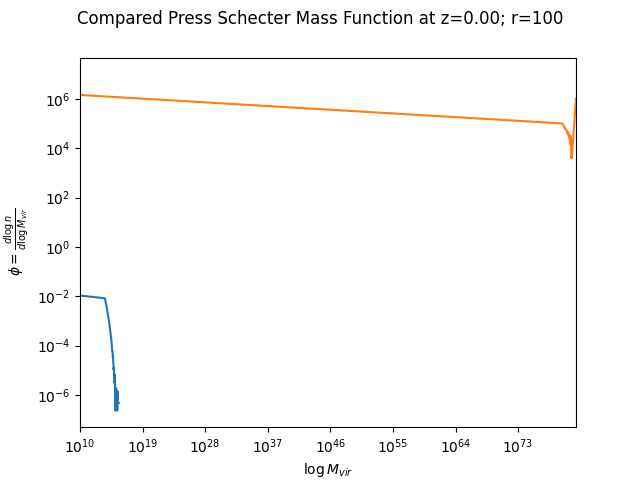 Compared Press Schecter Mass Function at z=0.00; r=100
10^6
10^4
10^2
10^0
10^-2
10^-4
10^-6
ϕ = d log n / d log M_vir
10^10 10^19 10^28 10^37 10^46 10^55 10^64 10^73
log M_vir